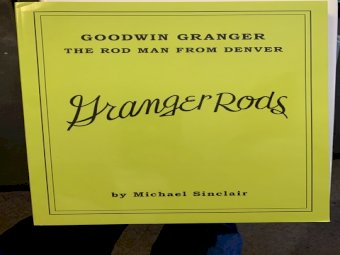 GOODWIN GRANGER
THE ROD MAN FROM DENVER
Granger Rods
by Michael Sinclair